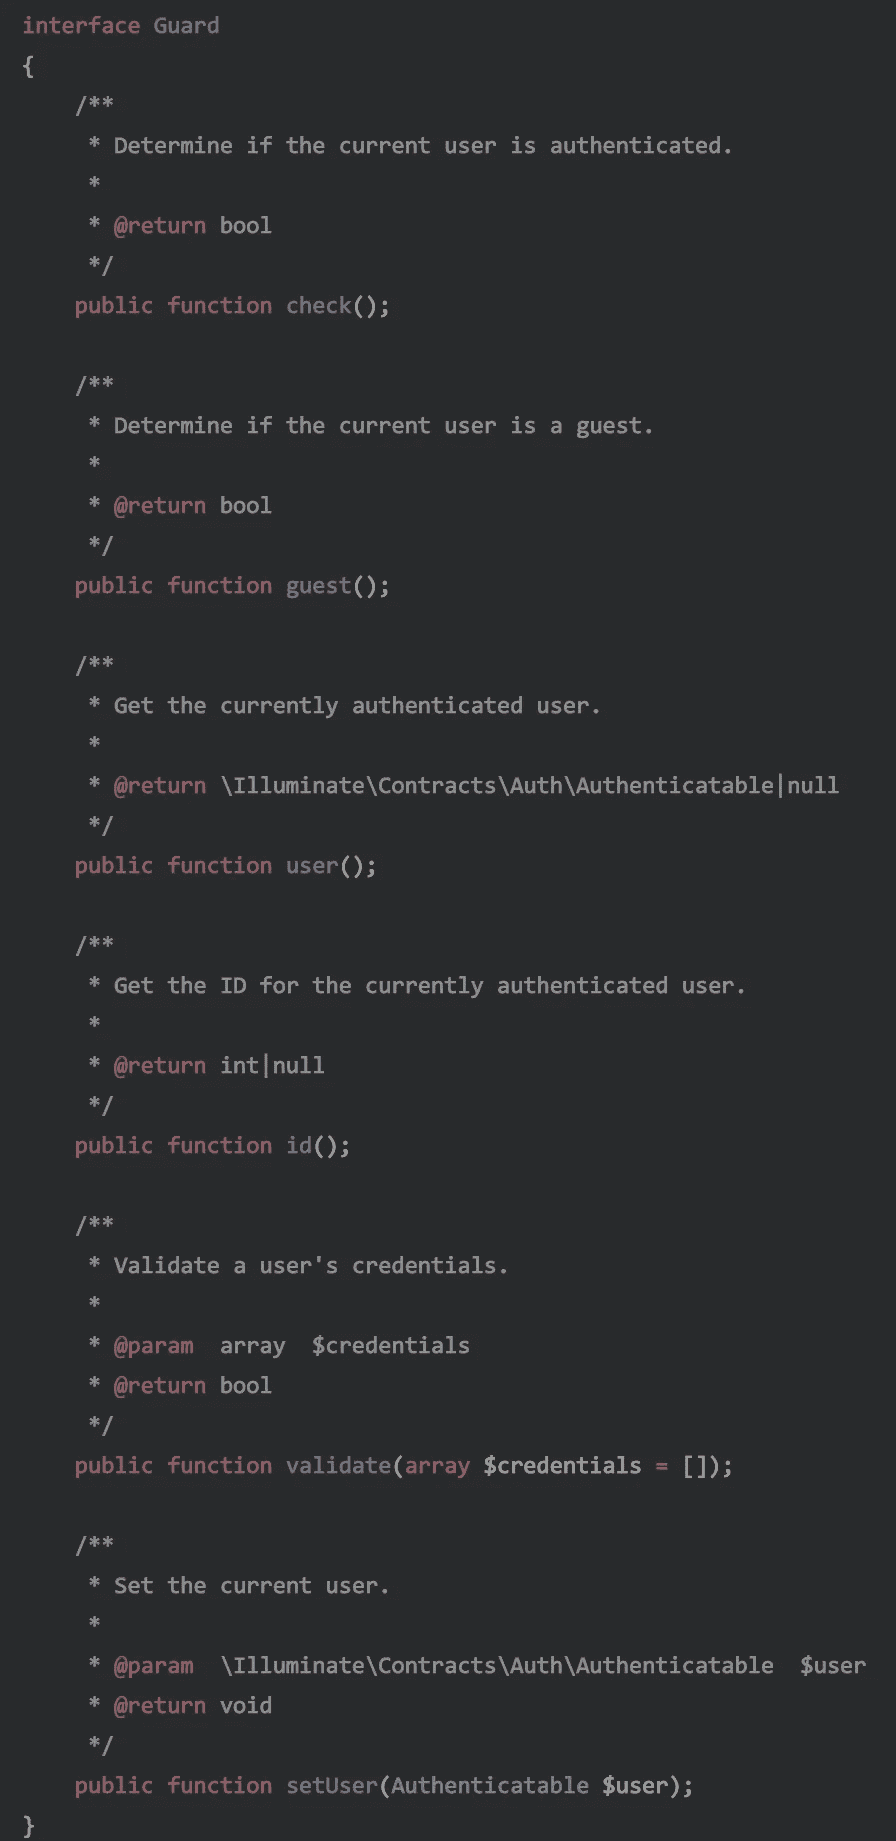 interface Guard
{
    /**
     * Determine if the current user is authenticated.
     *
     * @return bool
     */
    public function check();

    /**
     * Determine if the current user is a guest.
     *
     * @return bool
     */
    public function guest();

    /**
     * Get the currently authenticated user.
     *
     * @return \Illuminate\Contracts\Auth\Authenticatable|null
     */
    public function user();

    /**
     * Get the ID for the currently authenticated user.
     *
     * @return int|null
     */
    public function id();

    /**
     * Validate a user's credentials.
     *
     * @param  array  $credentials
     * @return bool
     */
    public function validate(array $credentials = []);

    /**
     * Set the current user.
     *
     * @param  \Illuminate\Contracts\Auth\Authenticatable  $user
     * @return void
     */
    public function setUser(Authenticatable $user);
}